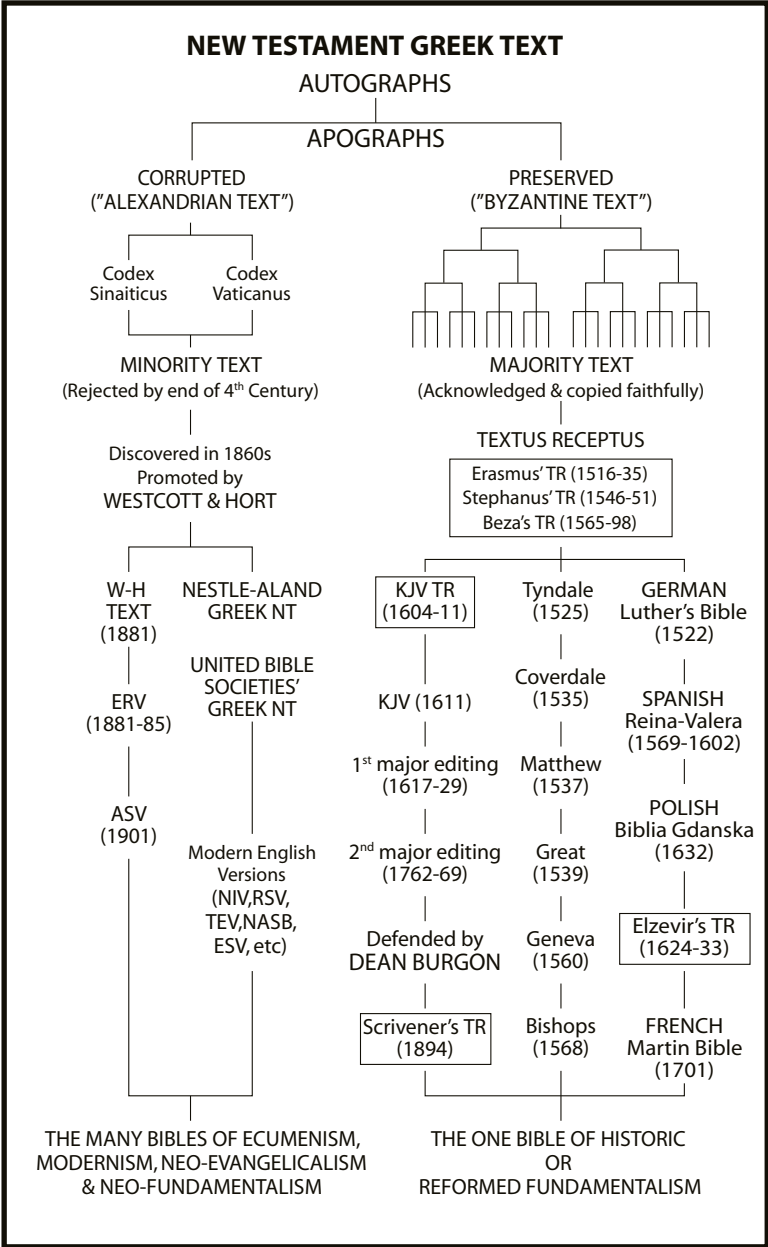 NEW TESTAMENT GREEK TEXT
AUTOGRAPHS
APOGRAPHS
CORRUPTED
(”ALEXANDRIAN TEXT”)
Codex
Sinaiticus
Codex
Vaticanus
MINORITY TEXT
(Rejected by end of 4th Century)
Discovered in 1860s
Promoted by
WESTCOTT & HORT
W-H
TEXT
(1881)
ERV
(1881-85)
ASV
(1901)
NESTLE-ALAND
GREEK NT
UNITED BIBLE
SOCIETIES’
GREEK NT
Modern English
Versions
(NIV,RSV,
TEV,NASB,
ESV, etc)
THE MANY BIBLES OF ECUMENISM,
MODERNISM, NEO-EVANGELICALISM
& NEO-FUNDAMENTALISM
PRESERVED
(”BYZANTINE TEXT”)
MAJORITY TEXT
(Acknowledged & copied faithfully)
TEXTUS RECEPTUS
Erasmus’ TR (1516-35)
Stephanus’ TR (1546-51)
Beza’s TR (1565-98)
KJV TR
(1604-11)
KJV (1611)
1st major editing
(1617-29)
2nd major editing
(1762-69)
Defended by
DEAN BURGON
Scrivener’s TR
(1894)
Tyndale
(1525)
Coverdale
(1535)
Matthew
(1537)
Great
(1539)
Geneva
(1560)
Bishops
(1568)
GERMAN
Luther’s Bible
(1522)
SPANISH
Reina-Valera
(1569-1602)
POLISH
Biblia Gdanska
(1632)
Elzevir’s TR
(1624-33)
FRENCH
Martin Bible
(1701)
THE ONE BIBLE OF HISTORIC
OR
REFORMED FUNDAMENTALISM